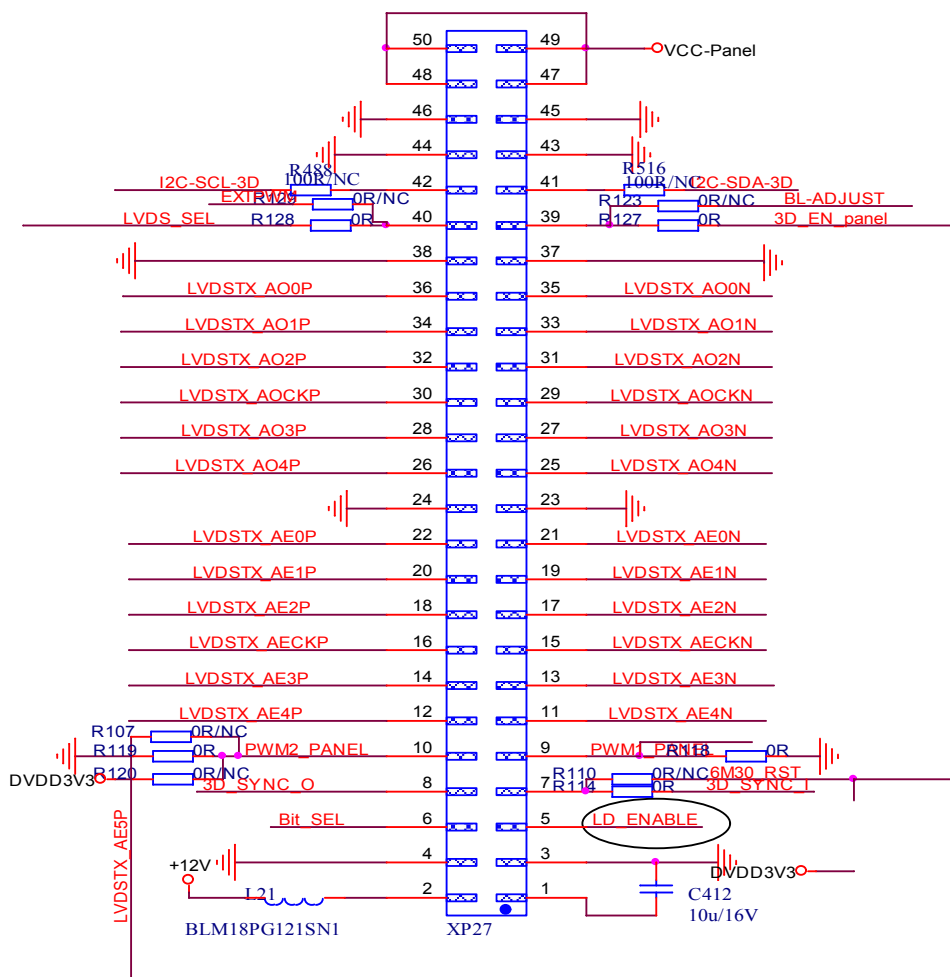 50 49 VCC-Panel
48 47
46 45
44 43
R488 R516
I2C-SCL-3D 100R/NC 42 41 100R/NC I2C-SDA-3D
EXTPWM R129 0R/NC R123 0R/NC BL-ADJUST
LVDS_SEL R128 0R 40 39 R127 0R 3D_EN_panel
38 37
LVDSTX_AO0P 36 35 LVDSTX_AO0N
LVDSTX_AO1P 34 33 LVDSTX_AO1N
LVDSTX_AO2P 32 31 LVDSTX_AO2N
LVDSTX_AOCKP 30 29 LVDSTX_AOCKN
LVDSTX_AO3P 28 27 LVDSTX_AO3N
LVDSTX_AO4P 26 25 LVDSTX_AO4N
24 23
LVDSTX_AE0P 22 21 LVDSTX_AE0N
LVDSTX_AE1P 20 19 LVDSTX_AE1N
LVDSTX_AE2P 18 17 LVDSTX_AE2N
LVDSTX_AECKP 16 15 LVDSTX_AECKN
LVDSTX_AE3P 14 13 LVDSTX_AE3N
LVDSTX_AE4P 12 11 LVDSTX_AE4N
R107 0R/NC
R119 0R PWM2_PANEL 10 9 PWM1_PANEL R118 0R
DVDD3V3 R120 0R/NC R110 0R/NC 6M30_RST
3D_SYNC_O 8 7 R114 0R 3D_SYNC_I
Bit_SEL 6 5 LD_ENABLE
LVDSTX_AE5P
+12V 4 3 DVDD3V3
L21 2 1 C412
10u/16V
BLM18PG121SN1 XP27